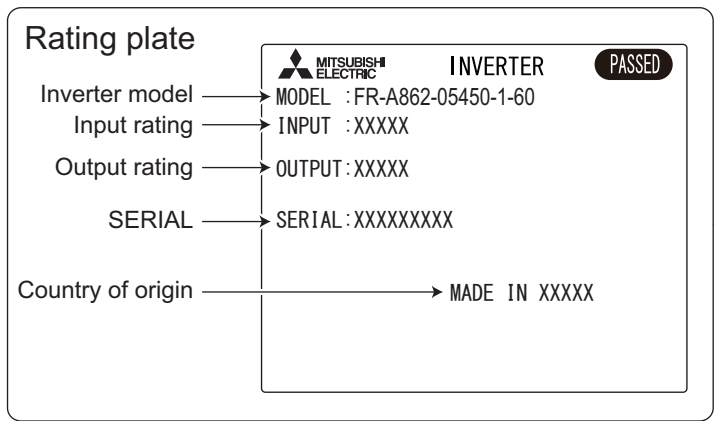 Rating plate
MITSUBISHI ELECTRIC INVERTER PASSED
Inverter model MODEL :FR-A862-05450-1-60
Input rating INPUT :XXXXX
Output rating OUTPUT:XXXXX
SERIAL SERIAL:XXXXXXXXX
Country of origin MADE IN XXXXX